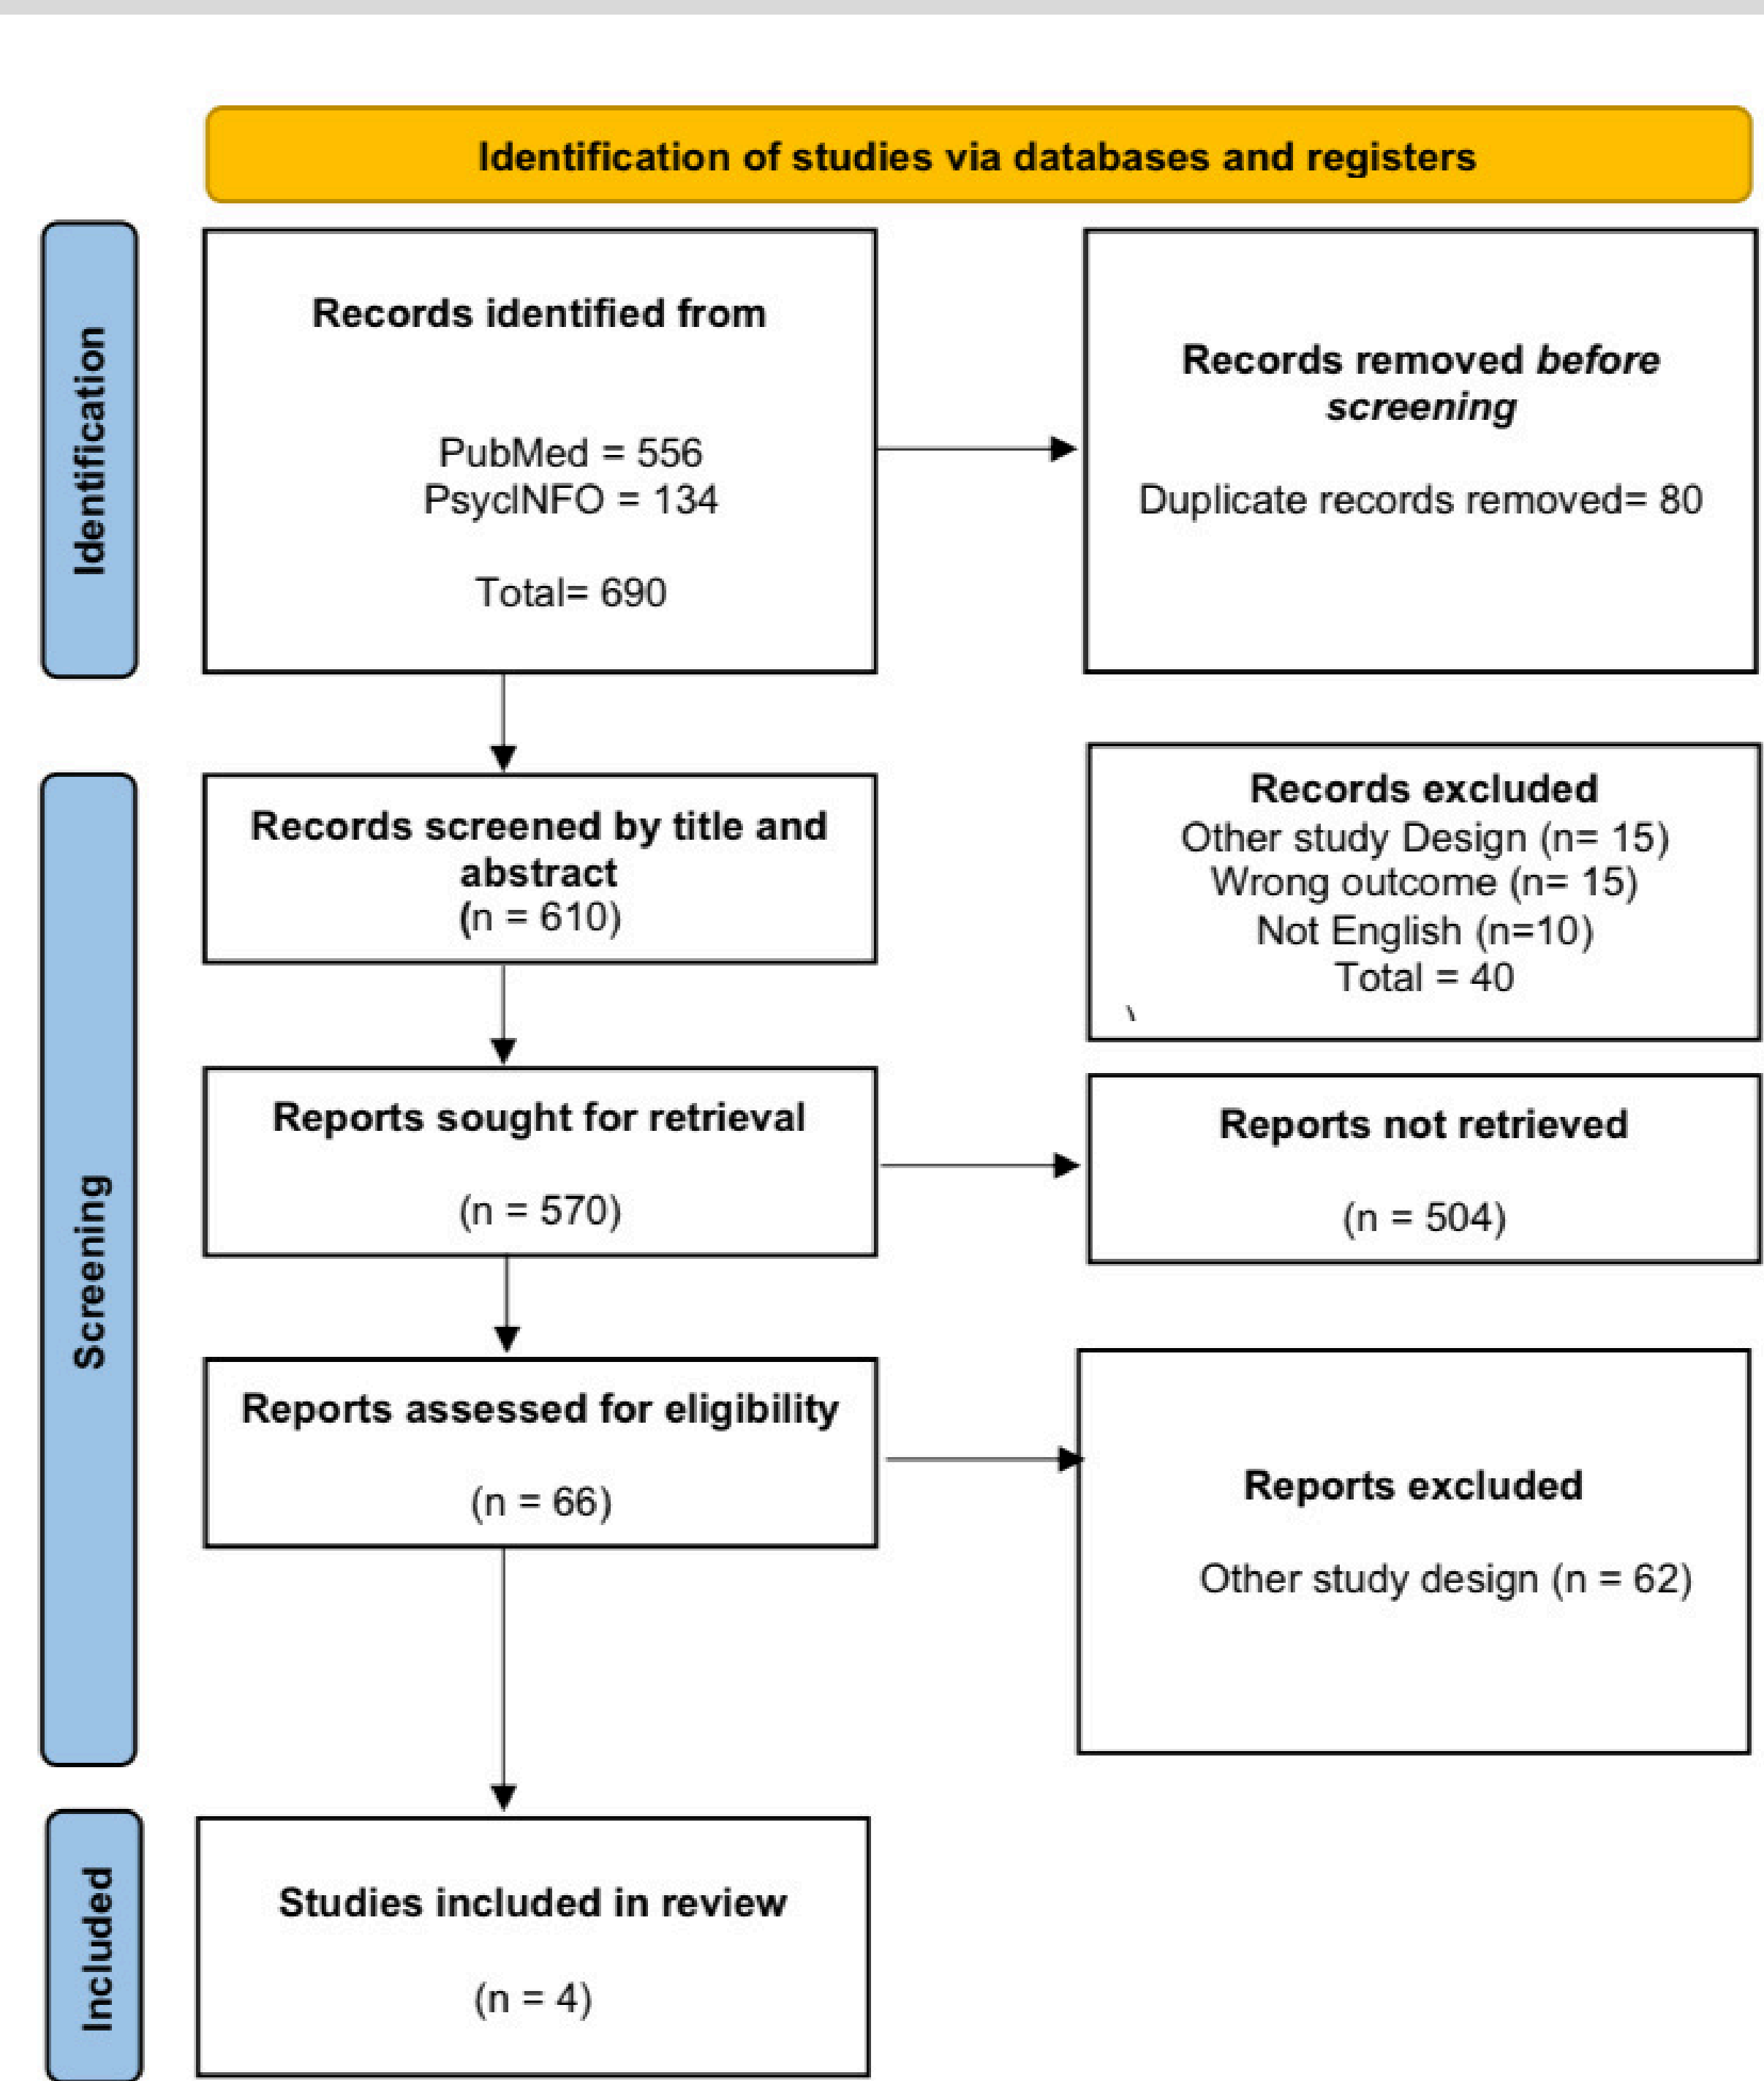 Identification of studies via databases and registers
Identification
Records identified from
PubMed = 556
PsycINFO = 134
Total= 690
Records removed before
screening
Duplicate records removed= 80
Screening
Records screened by title and
abstract
(n = 610)
Records excluded
Other study Design (n= 15)
Wrong outcome (n= 15)
Not English (n=10)
Total = 40
\
Reports sought for retrieval
(n = 570)
Reports not retrieved
(n = 504)
Reports assessed for eligibility
(n = 66)
Reports excluded
Other study design (n = 62)
Included
Studies included in review
(n = 4)